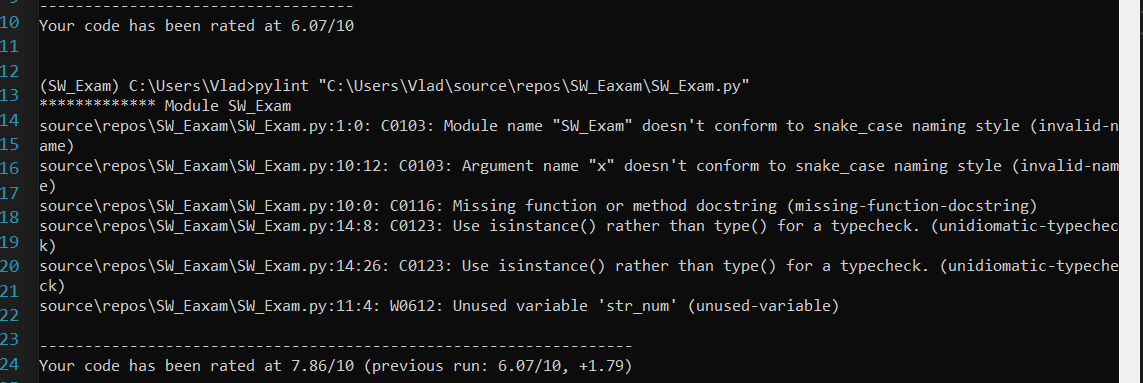 -----------------------------------
10 Your code has been rated at 6.07/10
11
12 (SW_Exam) C:\Users\Vlad>pylint "C:\Users\Vlad\source\repos\SW_Eaxam\SW_Exam.py"
13 ************* Module SW_Exam
14 source\repos\SW_Eaxam\SW_Exam.py:1:0: C0103: Module name "SW_Exam" doesn't conform to snake_case naming style (invalid-n
15 ame)
16 source\repos\SW_Eaxam\SW_Exam.py:10:12: C0103: Argument name "x" doesn't conform to snake_case naming style (invalid-nam
17 e)
source\repos\SW_Eaxam\SW_Exam.py:10:0: C0116: Missing function or method docstring (missing-function-docstring)
18 source\repos\SW_Eaxam\SW_Exam.py:14:8: C0123: Use isinstance() rather than type() for a typecheck. (unidiomatic-typechec
19 k)
20 source\repos\SW_Eaxam\SW_Exam.py:14:26: C0123: Use isinstance() rather than type() for a typecheck. (unidiomatic-typeche
21 ck)
22 source\repos\SW_Eaxam\SW_Exam.py:11:4: W0612: Unused variable 'str_num' (unused-variable)
23 -------------------------------------------------------------------
24 Your code has been rated at 7.86/10 (previous run: 6.07/10, +1.79)